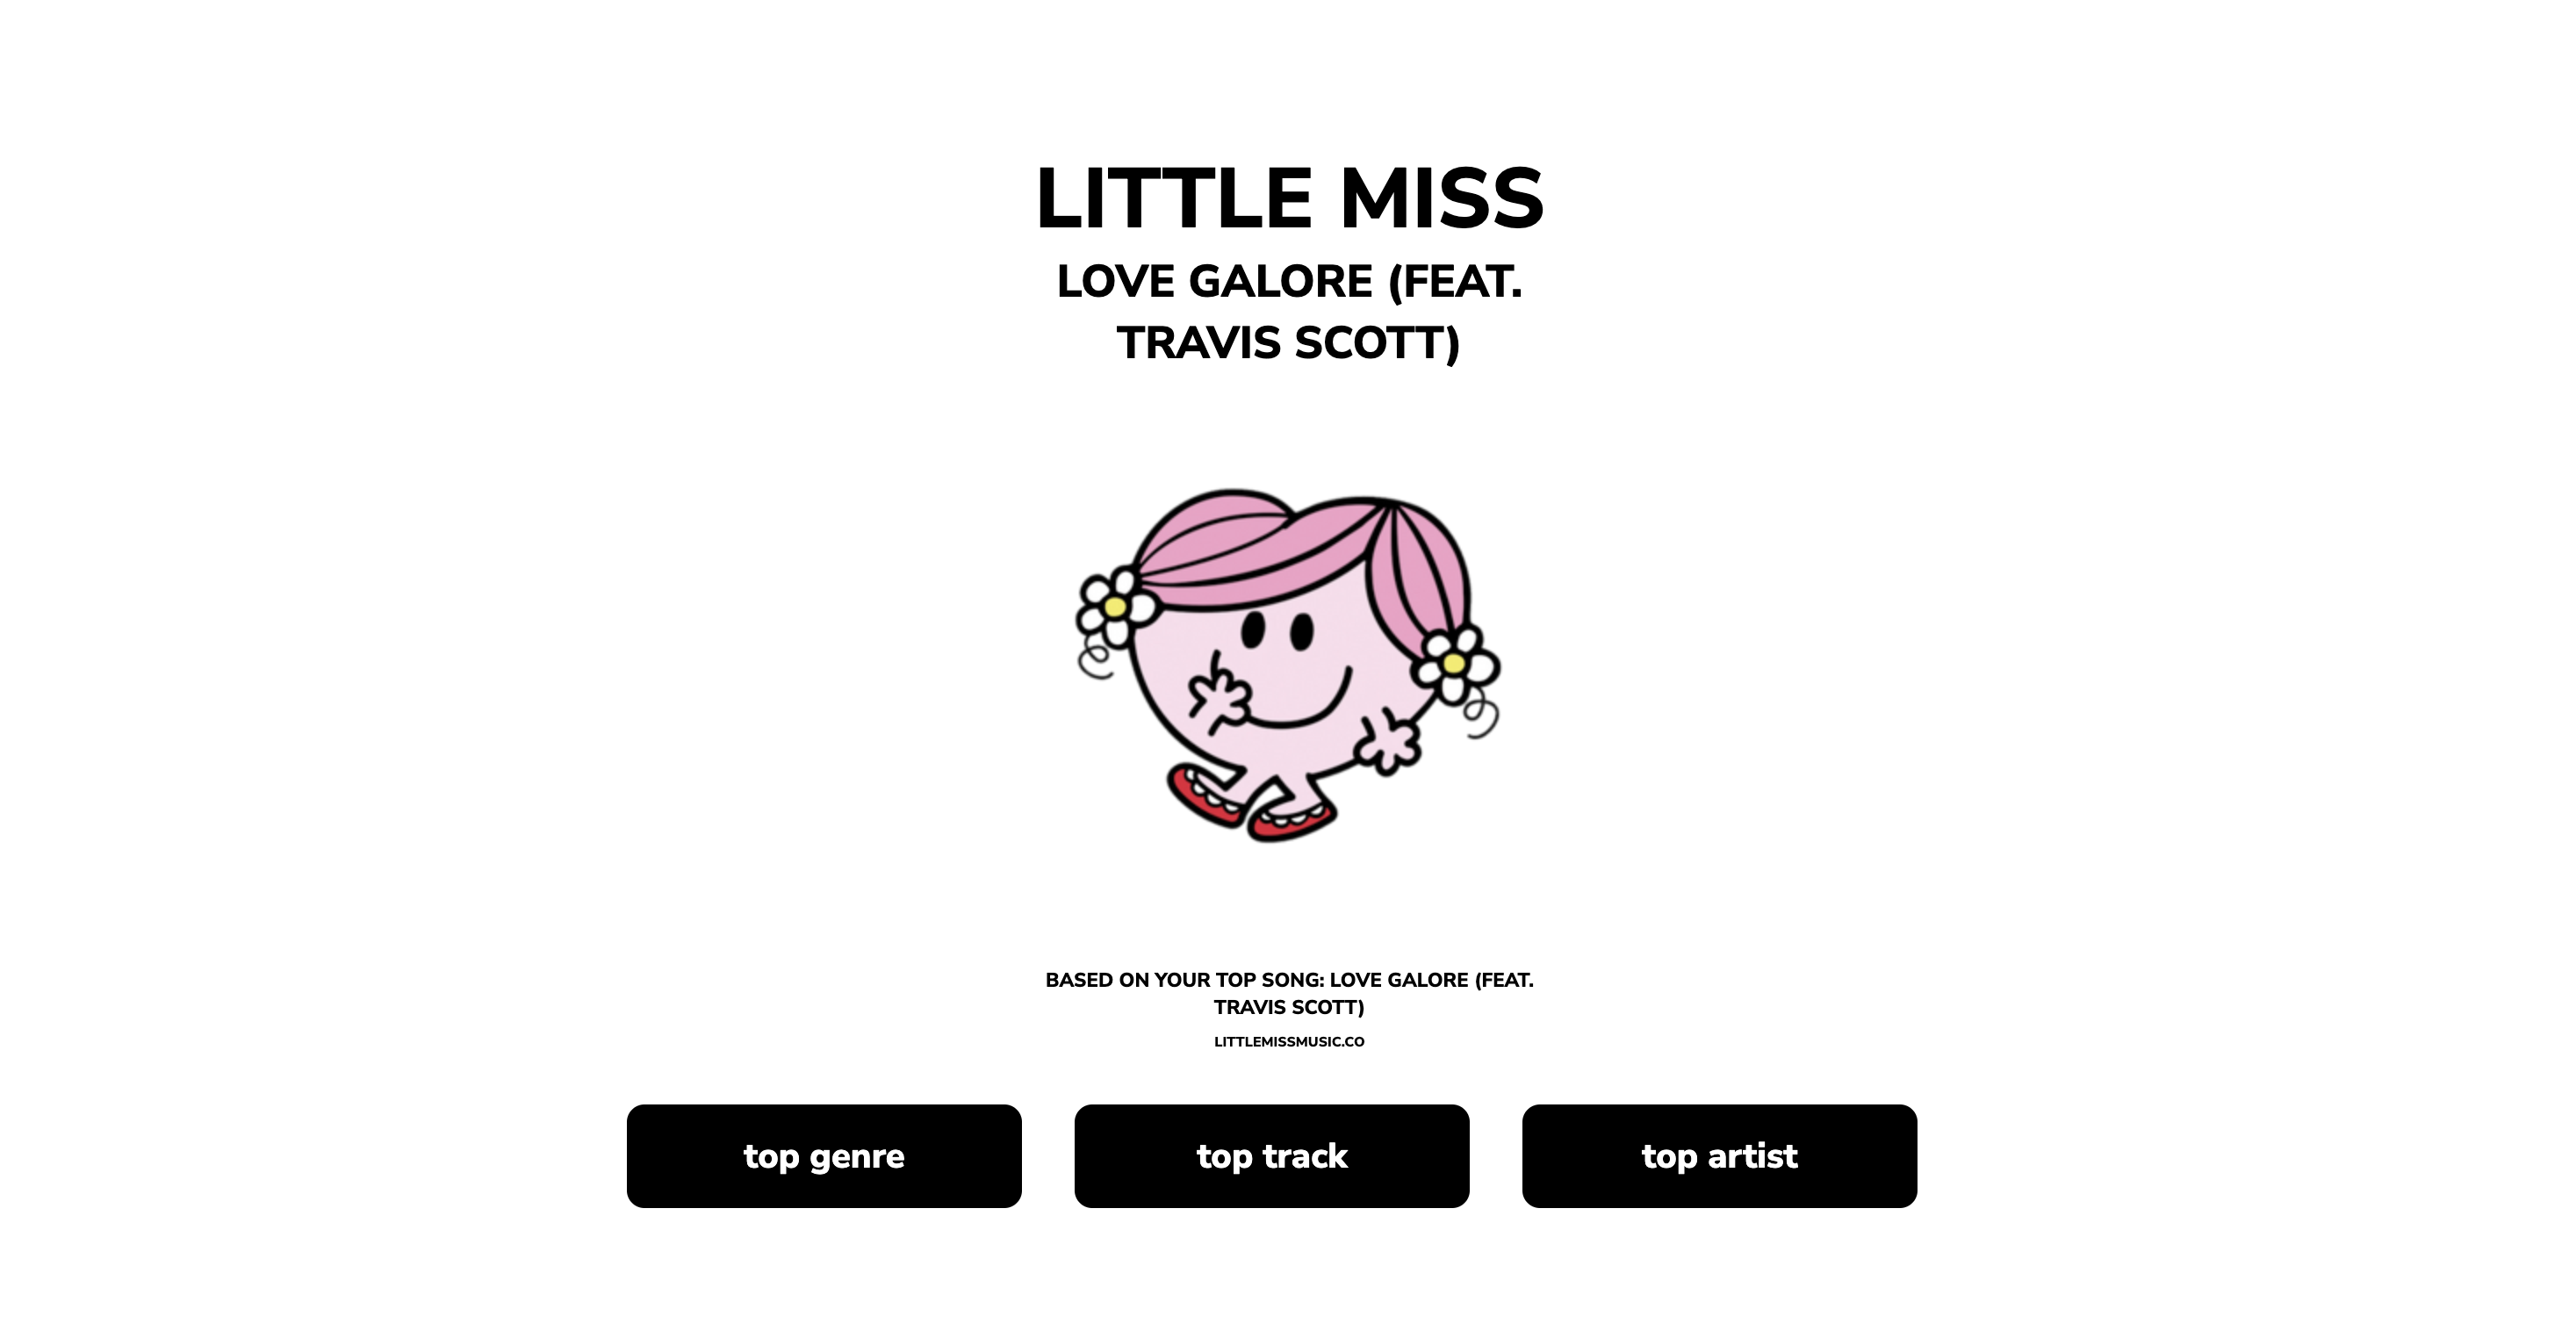 LITTLE MISS
LOVE GALORE (FEAT.
TRAVIS SCOTT)
BASED ON YOUR TOP SONG: LOVE GALORE (FEAT.
TRAVIS SCOTT)
LITTLEMISSMUSIC.CO
top genre
top track
top artist